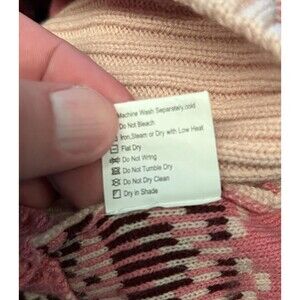 Machine Wash Separately,cold
Do Not Bleach
Iron,Steam or Dry with Low Heat
Flat Dry
Do Not Wring
Do Not Tumble Dry
Do Not Dry Clean
Dry in Shade